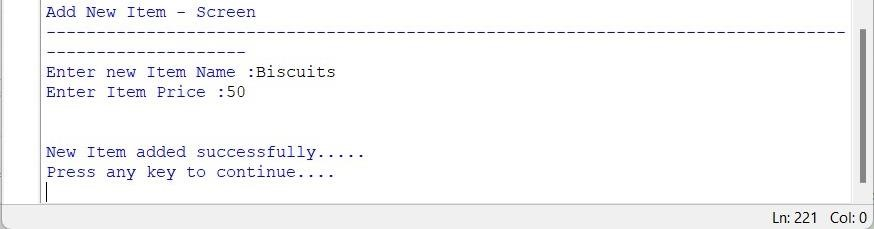 Add New Item - Screen
--------------------------------------------------------------------------------
--------------------
Enter new Item Name :Biscuits
Enter Item Price :50
New Item added successfully.....
Press any key to continue....
Ln: 221 Col: 0